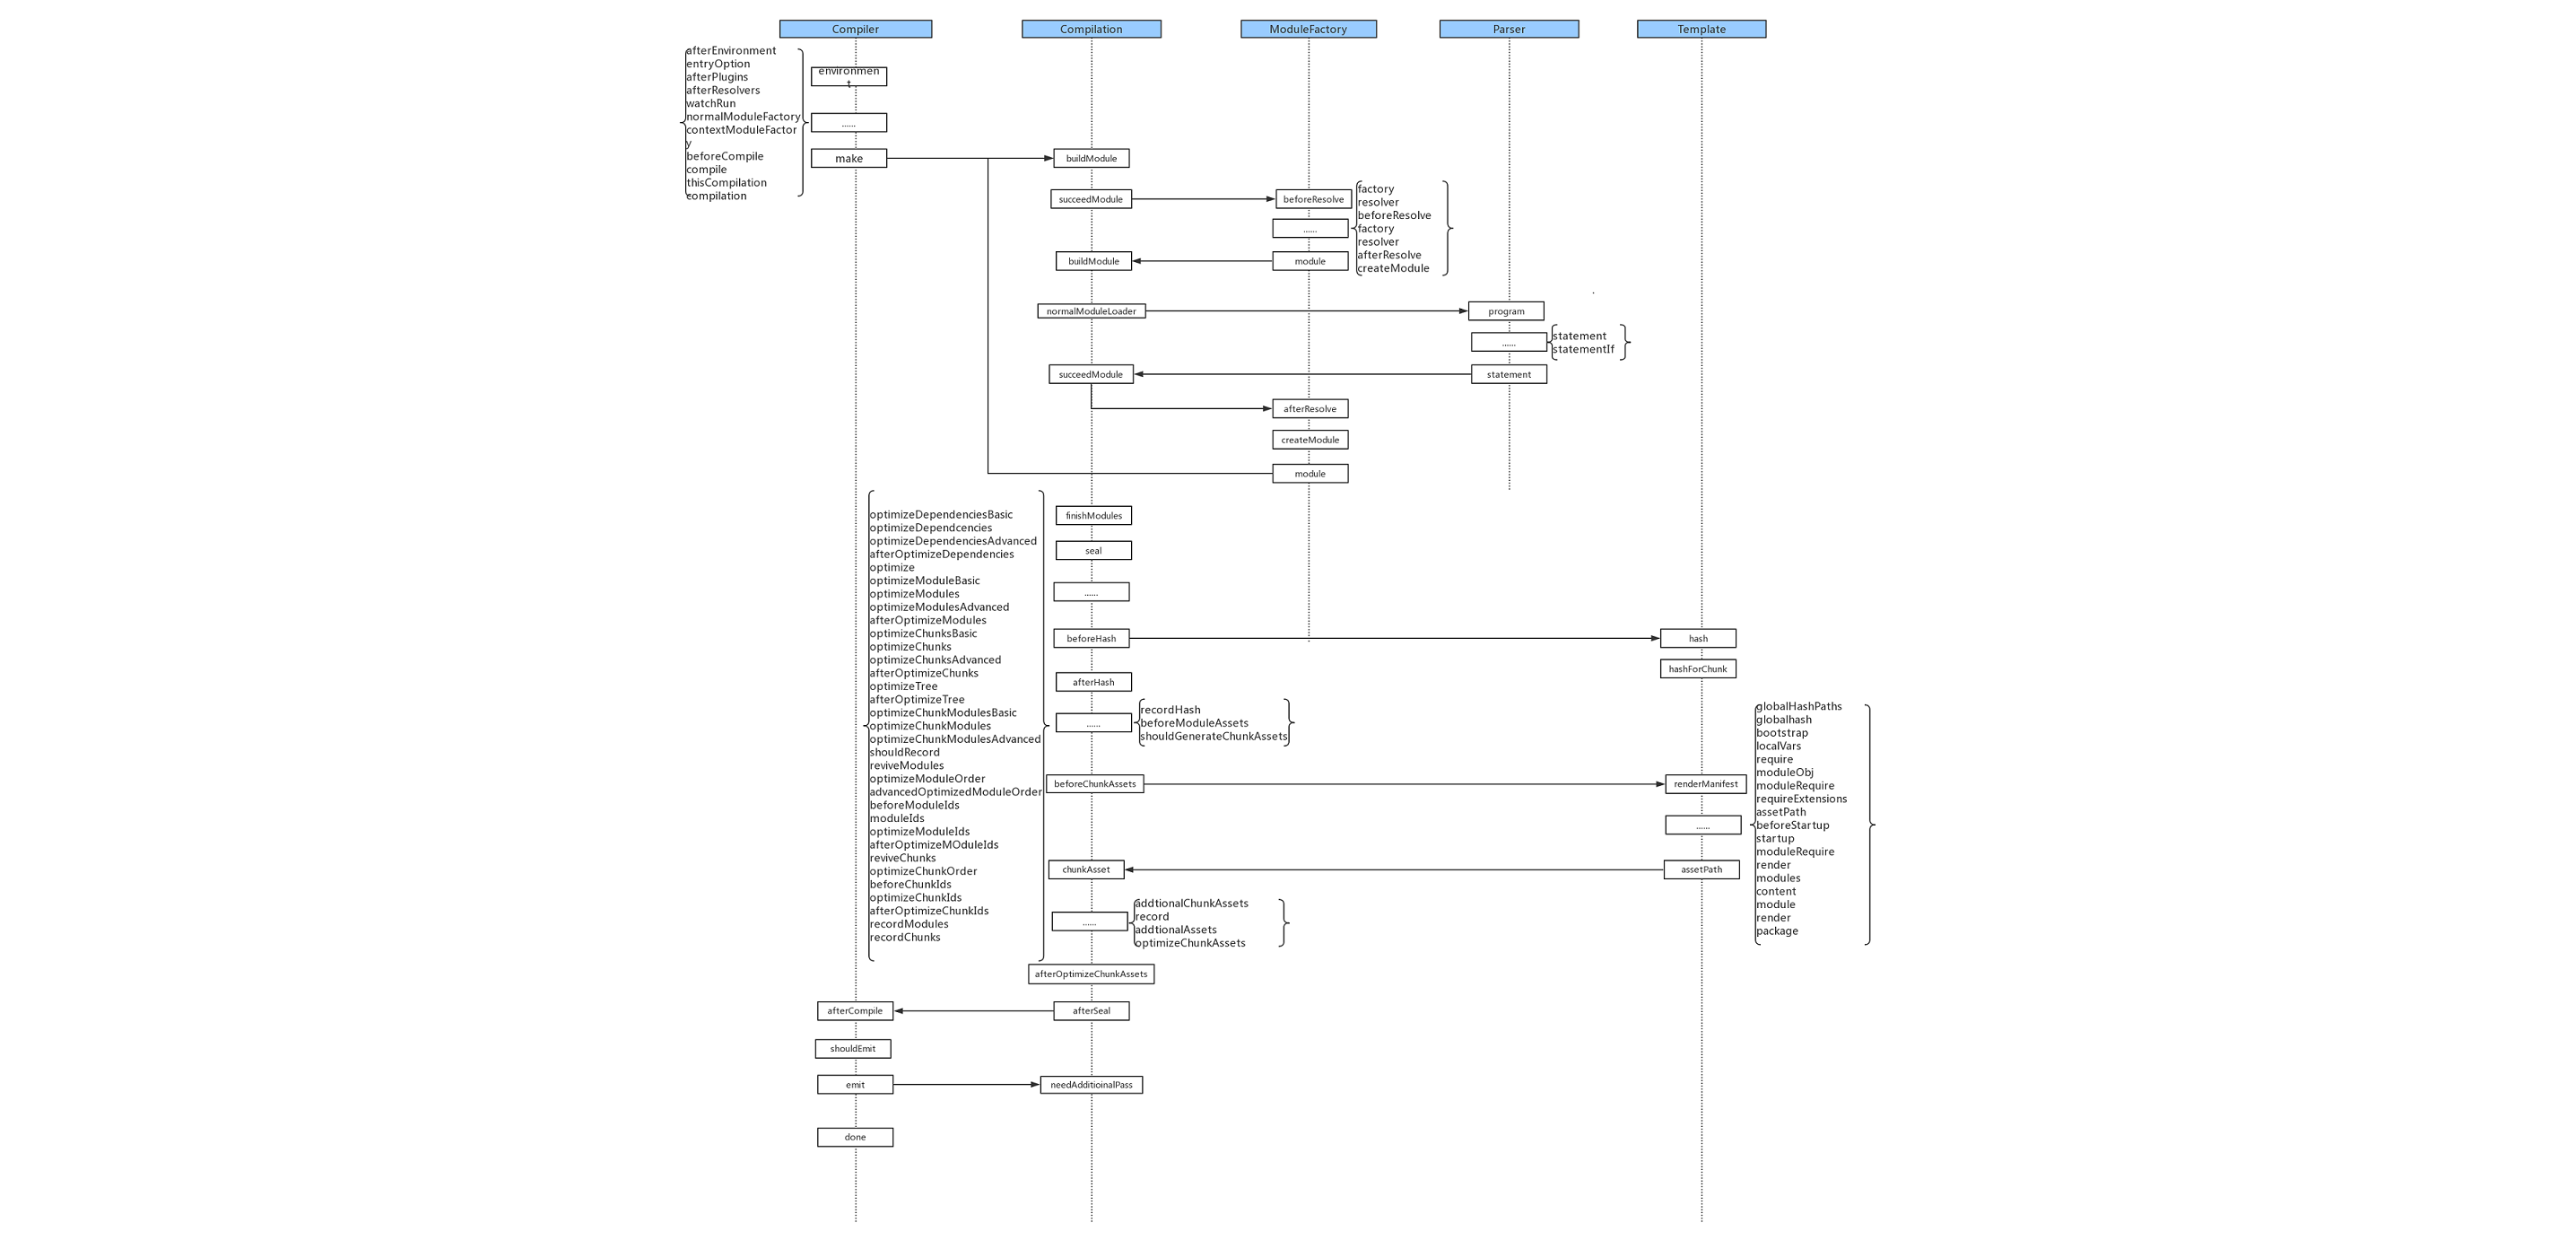 Compiler
Compilation
ModuleFactory
Parser
Template
afterEnvironment
entryOption
afterPlugins
afterResolvers
watchRun
normalModuleFactory
contextModuleFactor
y
beforeCompile
compile
thisCompilation
compilation
environmen
t
......
make
buildModule
succeedModule
beforeResolve
......
factory
resolver
beforeResolve
factory
resolver
afterResolve
createModule
buildModule
module
normalModuleLoader
program
......
statement
statementIf
succeedModule
statement
afterResolve
createModule
module
optimizeDependenciesBasic
optimizeDependcencies
optimizeDependenciesAdvanced
afterOptimizeDependencies
optimize
optimizeModuleBasic
optimizeModules
optimizeModulesAdvanced
afterOptimizeModules
optimizeChunksBasic
optimizeChunks
optimizeChunksAdvanced
afterOptimizeChunks
optimizeTree
afterOptimizeTree
optimizeChunkModulesBasic
optimizeChunkModules
optimizeChunkModulesAdvanced
shouldRecord
reviveModules
optimizeModuleOrder
advancedOptimizedModuleOrder
beforeModuleIds
moduleIds
optimizeModuleIds
afterOptimizeMOduleIds
reviveChunks
optimizeChunkOrder
beforeChunkIds
optimizeChunkIds
afterOptimizeChunkIds
recordModules
recordChunks
finishModules
seal
......
beforeHash
hash
hashForChunk
afterHash
......
recordHash
beforeModuleAssets
shouldGenerateChunkAssets
beforeChunkAssets
renderManifest
......
globalHashPaths
globalhash
bootstrap
localVars
require
moduleObj
moduleRequire
requireExtensions
assetPath
beforeStartup
startup
moduleRequire
render
modules
content
module
render
package
chunkAsset
assetPath
......
addtionalChunkAssets
record
addtionalAssets
optimizeChunkAssets
afterOptimizeChunkAssets
afterCompile
afterSeal
shouldEmit
emit
needAdditioinalPass
done